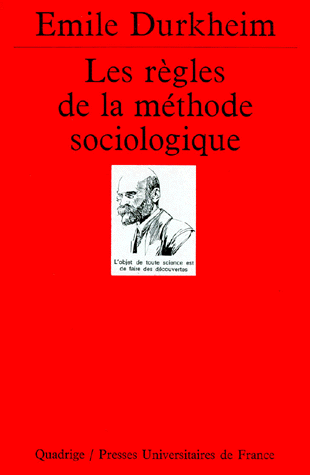 Emile Durkheim
Les règles
de la méthode
sociologique
L'objet de toute science est
de faire des découvertes
Quadrige / Presses Universitaires de France